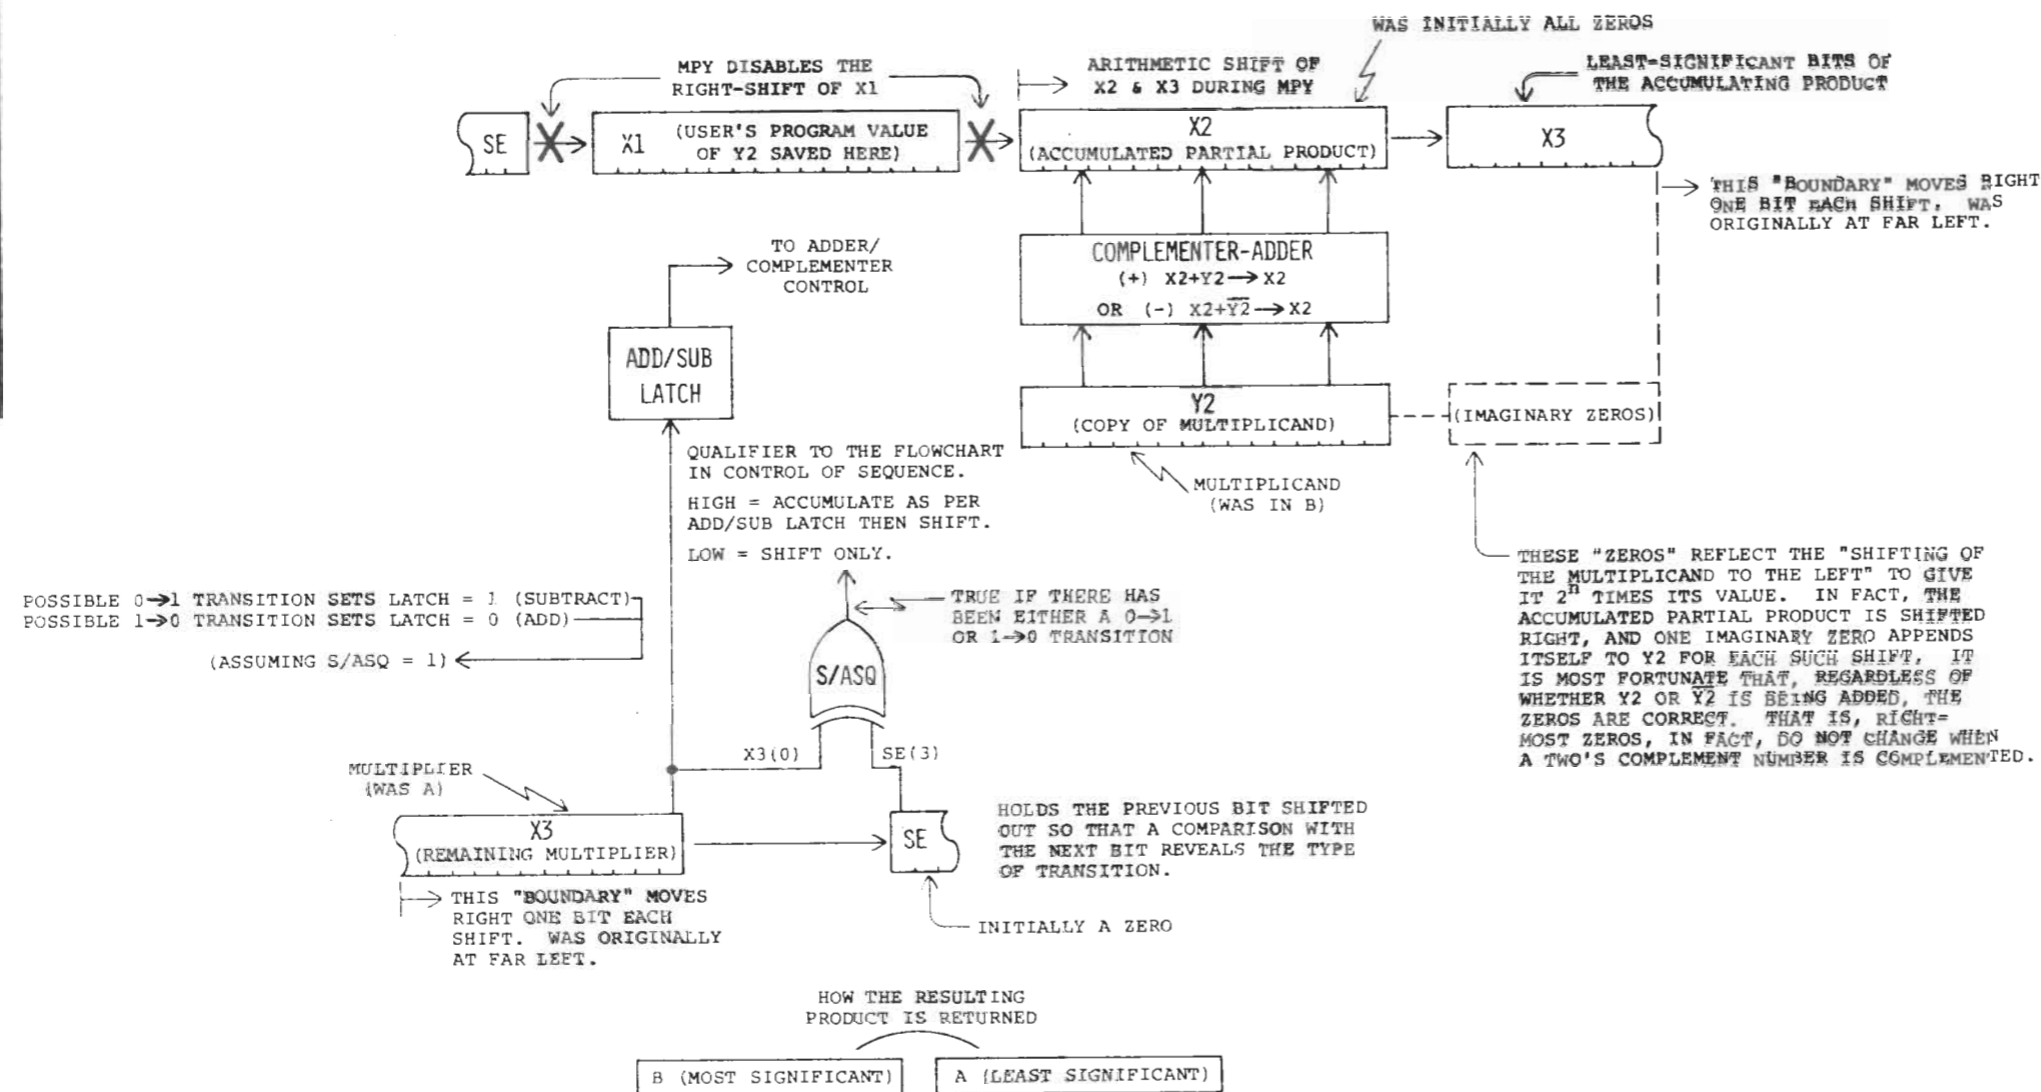 WAS INITIALLY ALL ZEROS
MPY DISABLES THE
RIGHT-SHIFT OF X1
ARITHMETIC SHIFT OF
X2 & X3 DURING MPY
LEAST-SIGNIFICANT BITS OF
THE ACCUMULATING PRODUCT
SE
X1
(USER'S PROGRAM VALUE
OF Y2 SAVED HERE)
X2
(ACCUMULATED PARTIAL PRODUCT)
X3
THIS "BOUNDARY" MOVES RIGHT
ONE BIT EACH SHIFT. WAS
ORIGINALLY AT FAR LEFT.
TO ADDER/
COMPLEMENTER
CONTROL
COMPLEMENTER-ADDER
(+) X2+Y2→X2
OR (-) X2+Y̅2̅→X2
ADD/SUB
LATCH
Y2
(COPY OF MULTIPLICAND)
(IMAGINARY ZEROS)
QUALIFIER TO THE FLOWCHART
IN CONTROL OF SEQUENCE.
HIGH = ACCUMULATE AS PER
ADD/SUB LATCH THEN SHIFT.
LOW = SHIFT ONLY.
MULTIPLICAND
(WAS IN B)
THESE "ZEROS" REFLECT THE "SHIFTING OF
THE MULTIPLICAND TO THE LEFT" TO GIVE
IT 2ⁿ TIMES ITS VALUE. IN FACT, THE
ACCUMULATED PARTIAL PRODUCT IS SHIFTED
RIGHT, AND ONE IMAGINARY ZERO APPENDS
ITSELF TO Y2 FOR EACH SUCH SHIFT. IT
IS MOST FORTUNATE THAT, REGARDLESS OF
WHETHER Y2 OR Y̅2̅ IS BEING ADDED, THE
ZEROS ARE CORRECT. THAT IS, RIGHT-
MOST ZEROS, IN FACT, DO NOT CHANGE WHEN
A TWO'S COMPLEMENT NUMBER IS COMPLEMENTED.
POSSIBLE 0→1 TRANSITION SETS LATCH = 1 (SUBTRACT)
POSSIBLE 1→0 TRANSITION SETS LATCH = 0 (ADD)
(ASSUMING S/ASQ = 1)
TRUE IF THERE HAS
BEEN EITHER A 0→1
OR 1→0 TRANSITION
S/ASQ
X3(0)
SE(3)
MULTIPLIER
(WAS A)
X3
(REMAINING MULTIPLIER)
SE
HOLDS THE PREVIOUS BIT SHIFTED
OUT SO THAT A COMPARISON WITH
THE NEXT BIT REVEALS THE TYPE
OF TRANSITION.
THIS "BOUNDARY" MOVES
RIGHT ONE BIT EACH
SHIFT. WAS ORIGINALLY
AT FAR LEFT.
INITIALLY A ZERO
HOW THE RESULTING
PRODUCT IS RETURNED
B (MOST SIGNIFICANT)
A (LEAST SIGNIFICANT)